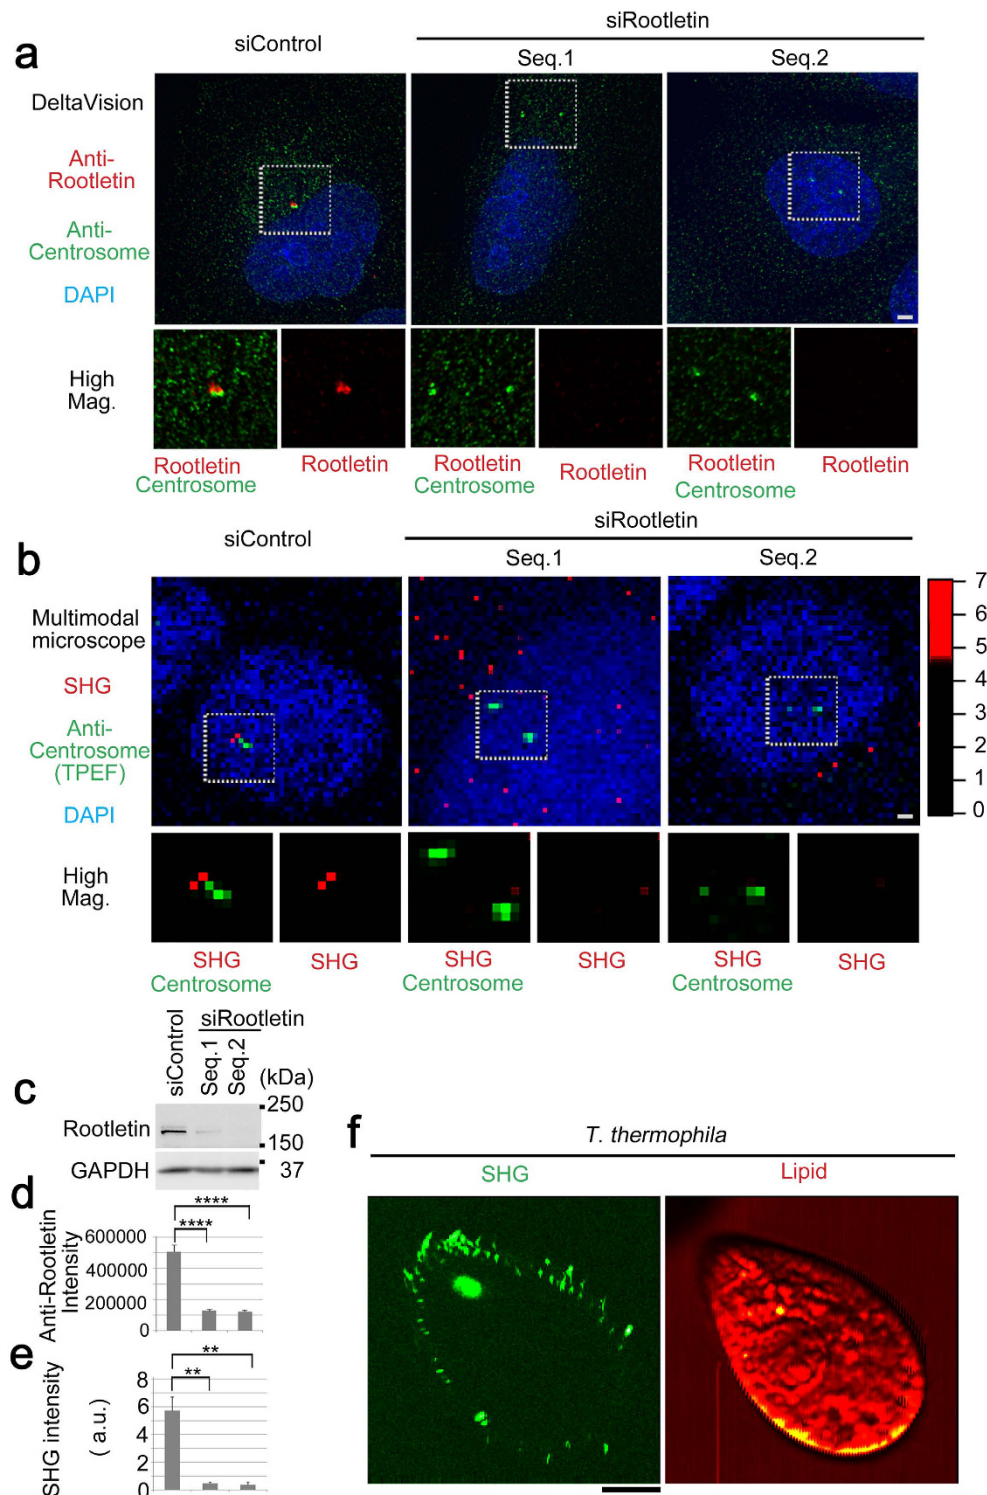 a
siControl
siRootletin
Seq.1
Seq.2
DeltaVision
Anti-
Rootletin
Anti-
Centrosome
DAPI
High
Mag.
Rootletin
Centrosome
Rootletin
Rootletin
Centrosome
Rootletin
Rootletin
Centrosome
Rootletin
b
siControl
siRootletin
Seq.1
Seq.2
Multimodal
microscope
SHG
Anti-
Centrosome
(TPEF)
DAPI
7
6
5
4
3
2
1
0
High
Mag.
SHG
Centrosome
SHG
SHG
Centrosome
SHG
SHG
Centrosome
SHG
c
siControl
siRootletin
Seq.1
Seq.2
(kDa)
Rootletin
250
150
GAPDH
37
d
Anti-Rootletin
Intensity
600000
400000
200000
0
****
****
e
SHG intensity
( a.u.)
8
6
4
2
0
**
**
f
T. thermophila
SHG
Lipid